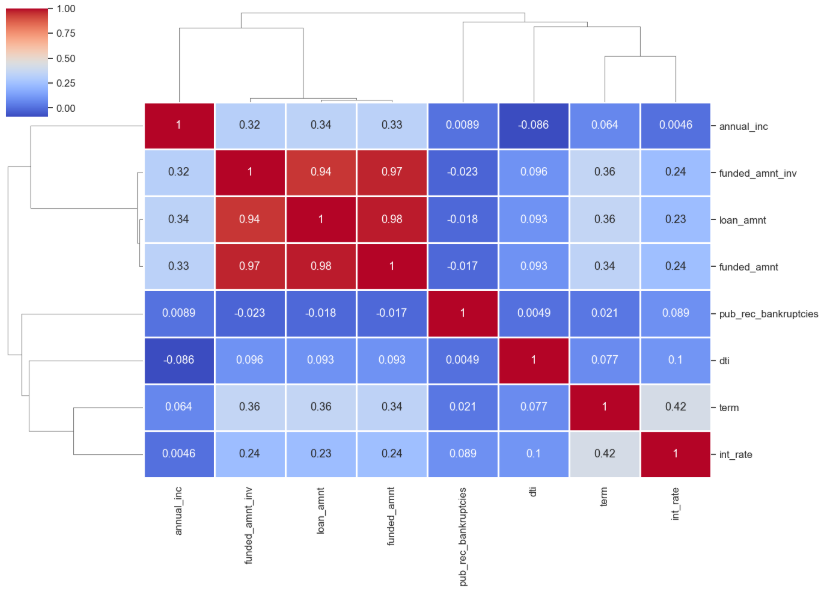 1.00
0.75
0.50
0.25
0.00
1 0.32 0.34 0.33 0.0089 -0.086 0.064 0.0046 annual_inc
0.32 1 0.94 0.97 -0.023 0.096 0.36 0.24 funded_amnt_inv
0.34 0.94 1 0.98 -0.018 0.093 0.36 0.23 loan_amnt
0.33 0.97 0.98 1 -0.017 0.093 0.34 0.24 funded_amnt
0.0089 -0.023 -0.018 -0.017 1 0.0049 0.021 0.089 pub_rec_bankruptcies
-0.086 0.096 0.093 0.093 0.0049 1 0.077 0.1 dti
0.064 0.36 0.36 0.34 0.021 0.077 1 0.42 term
0.0046 0.24 0.23 0.24 0.089 0.1 0.42 1 int_rate
annual_inc
funded_amnt_inv
loan_amnt
funded_amnt
pub_rec_bankruptcies
dti
term
int_rate